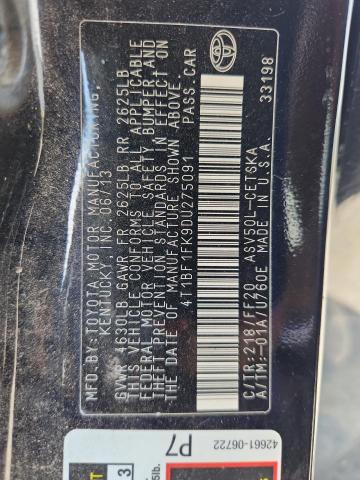 MFD.BY:TOYOTA MOTOR MANUFACTURING,
KENTUCKY, INC. 06/13
GVWR 4630LB GAWR FR 2625LB RR 2625LB
THIS VEHICLE CONFORMS TO ALL APPLICABLE
FEDERAL MOTOR VEHICLE SAFETY, BUMPER, AND
THEFT PREVENTION STANDARDS IN EFFECT ON
THE DATE OF MANUFACTURE SHOWN ABOVE.
4T1BF1FK9DU275091 PASS.CAR
TOYOTA
33198
C/TR:218/FF20 ASV50L-CETSKA
A/TM:-01A/U760E MADE IN U.S.A.
42661-06722
P7
3